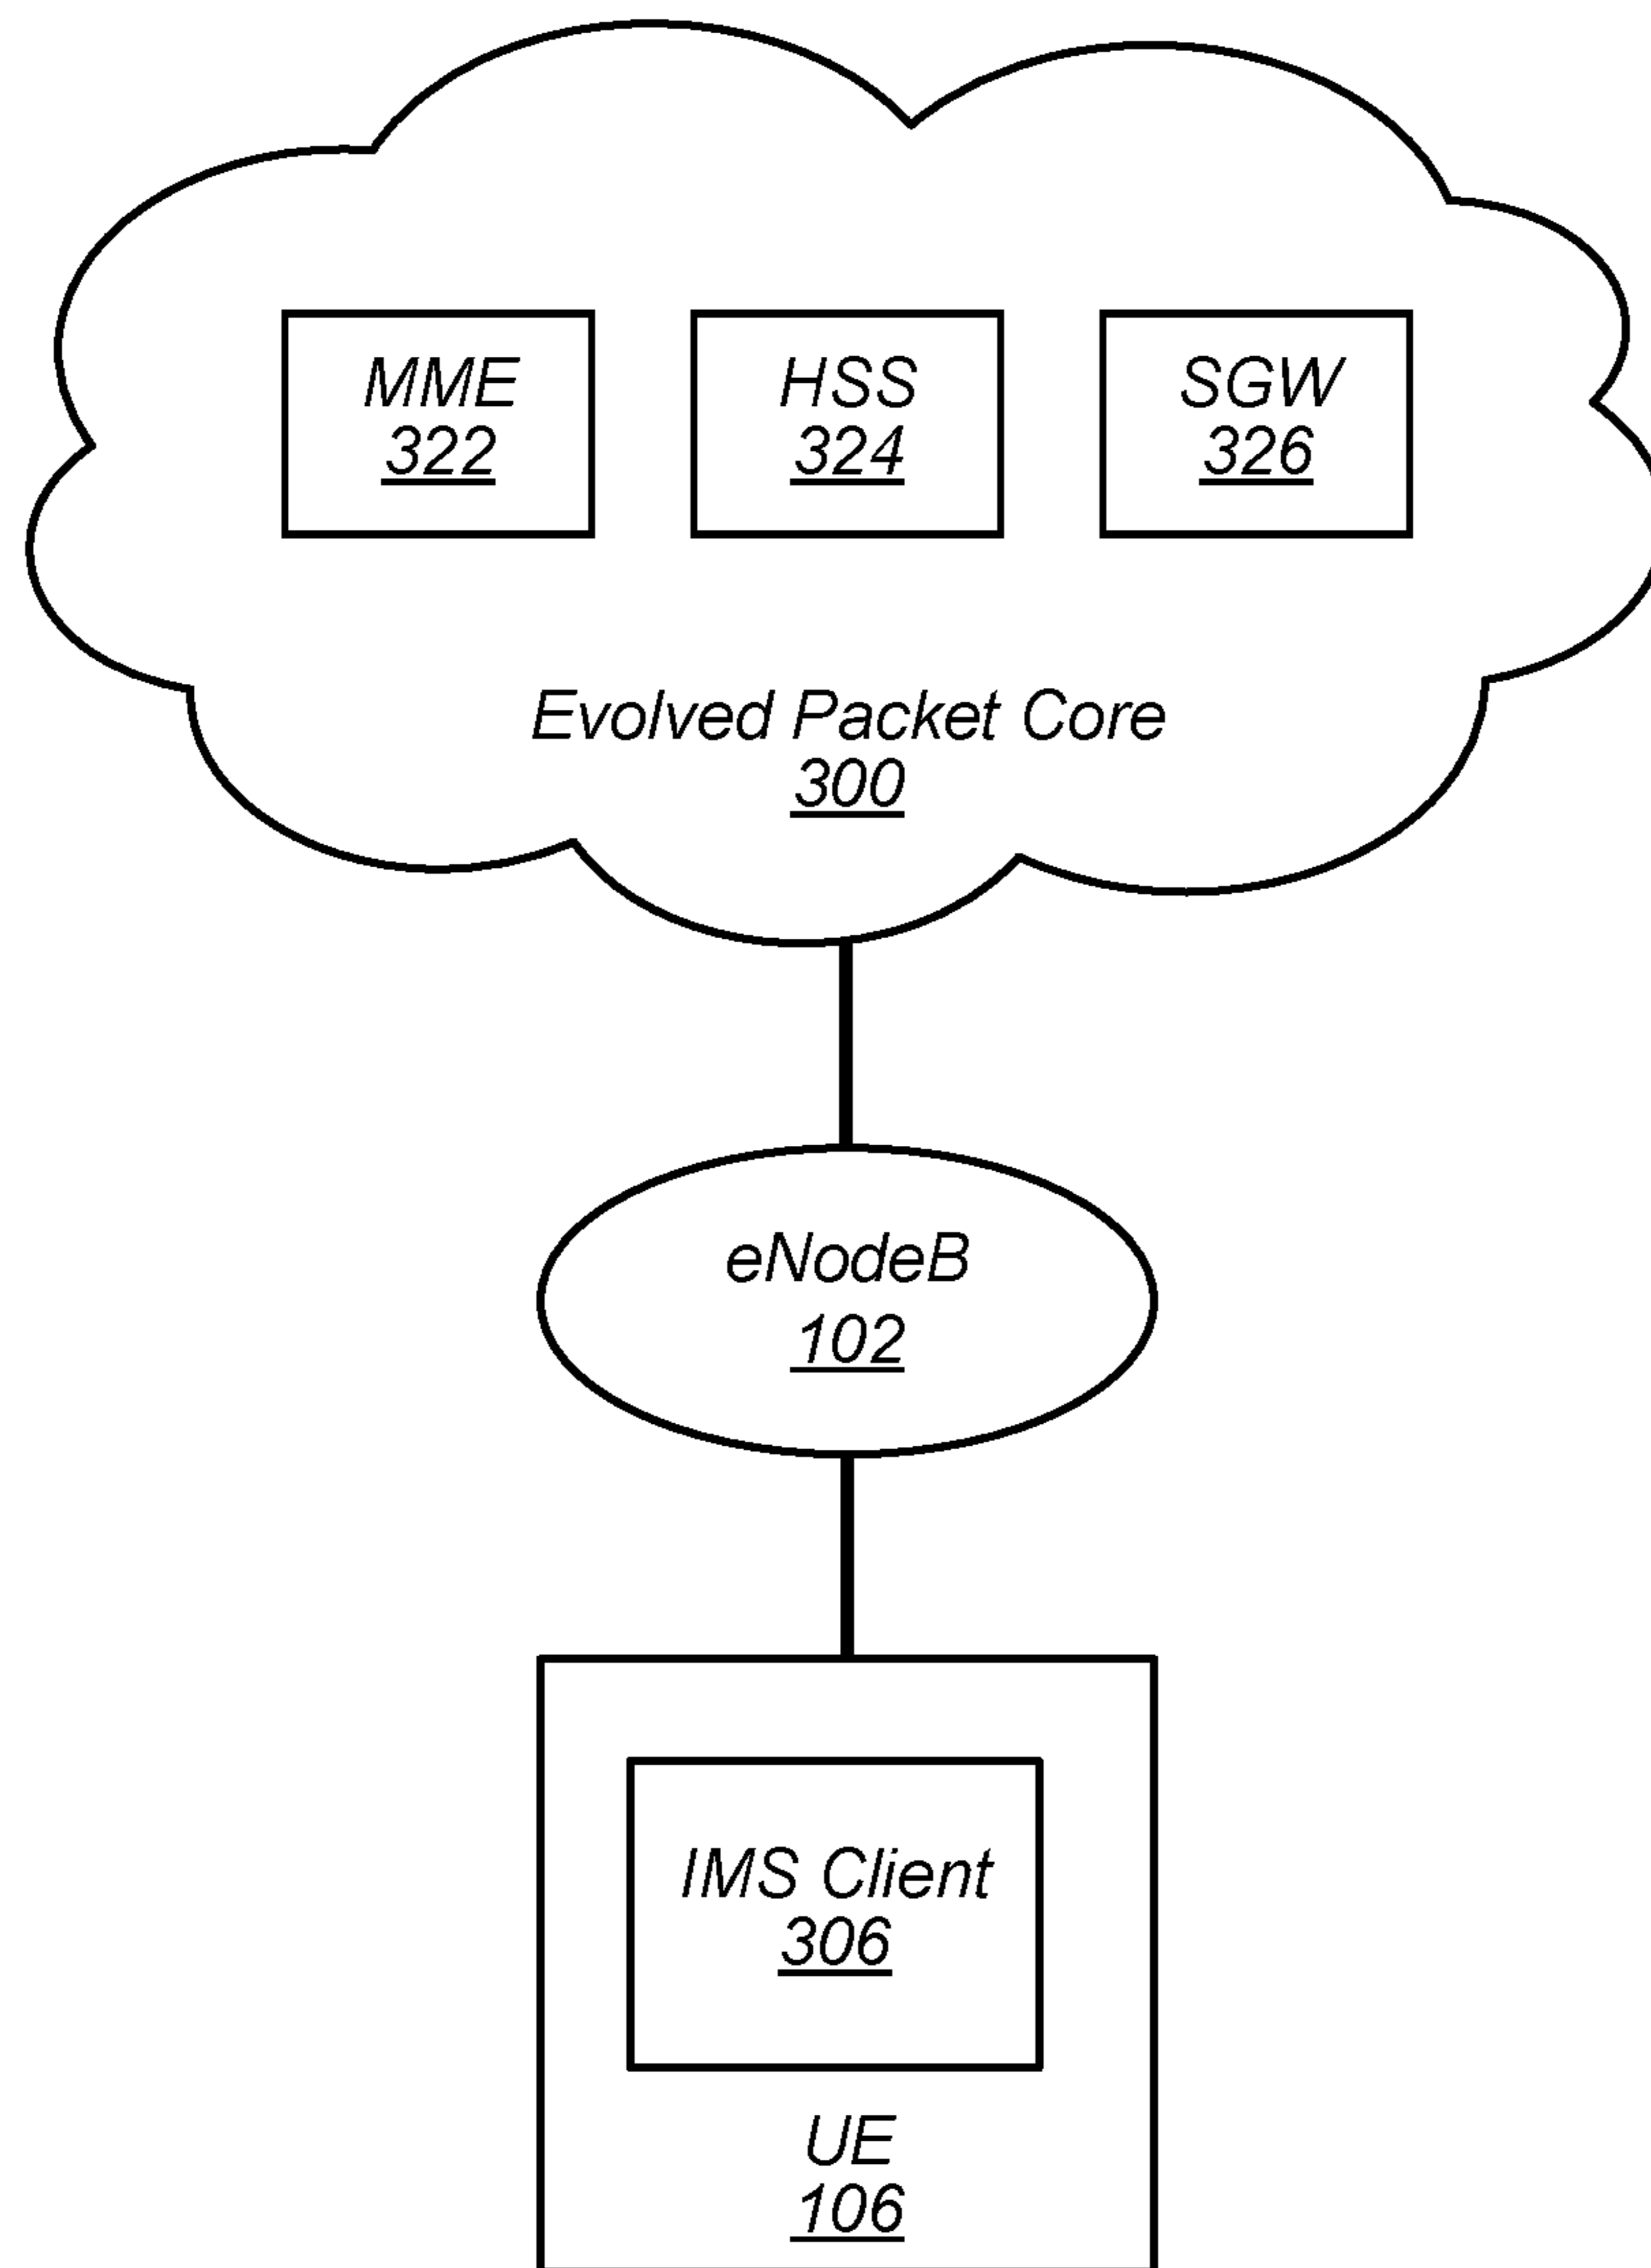 MME
322
HSS
324
SGW
326
Evolved Packet Core
300
eNodeB
102
IMS Client
306
UE
106